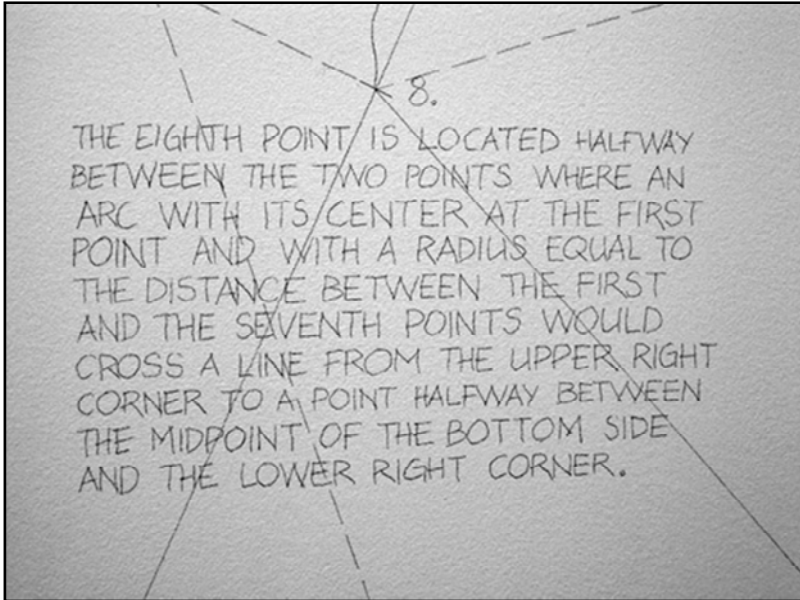 8.
THE EIGHTH POINT IS LOCATED HALFWAY
BETWEEN THE TWO POINTS WHERE AN
ARC WITH ITS CENTER AT THE FIRST
POINT AND WITH A RADIUS EQUAL TO
THE DISTANCE BETWEEN THE FIRST
AND THE SEVENTH POINTS WOULD
CROSS A LINE FROM THE UPPER RIGHT
CORNER TO A POINT HALFWAY BETWEEN
THE MIDPOINT OF THE BOTTOM SIDE
AND THE LOWER RIGHT CORNER.